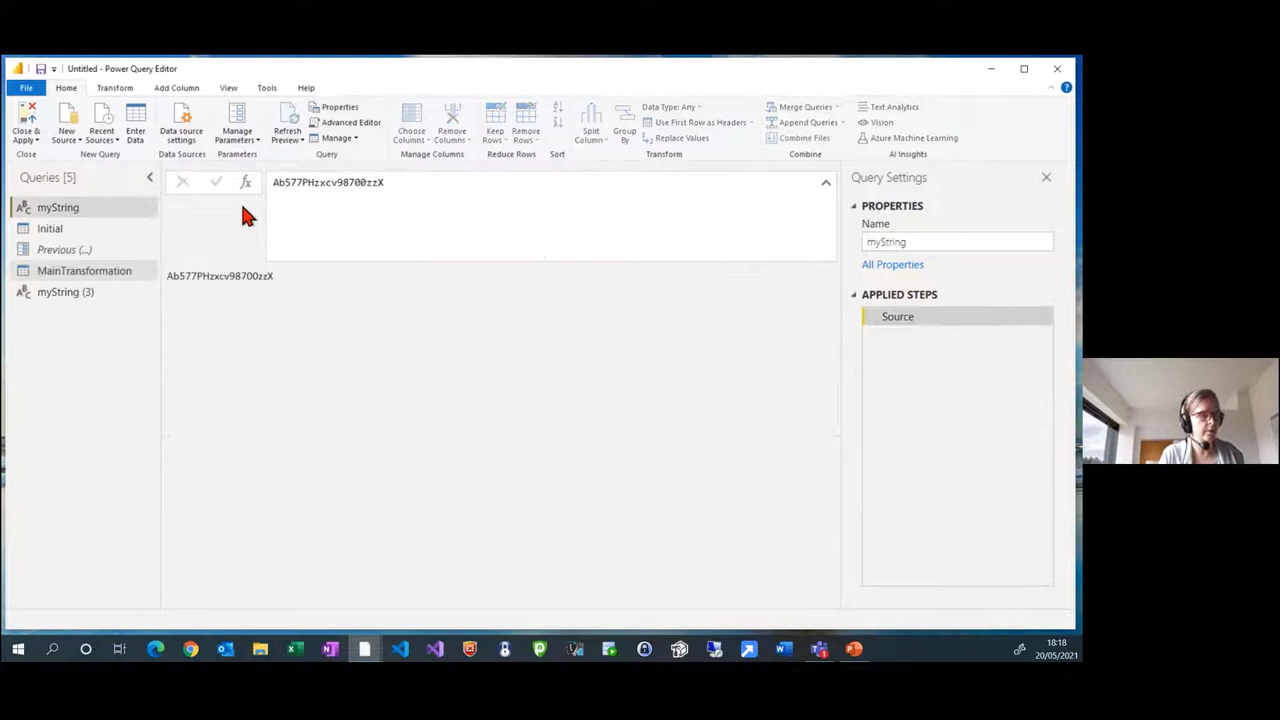 Untitled - Power Query Editor
File Home Transform Add Column View Tools Help
Close & Apply
New Source
Recent Sources
Enter Data
Data source settings
Manage Parameters
Refresh Preview
Properties
Advanced Editor
Manage
Choose Columns
Remove Columns
Keep Rows
Remove Rows
Split Column
Group By
Data Type: Any
Use First Row as Headers
Replace Values
Merge Queries
Append Queries
Combine Files
Text Analytics
Vision
Azure Machine Learning
Close New Query Data Sources Parameters Query Manage Columns Reduce Rows Sort Transform Combine AI Insights
Queries [5]
myString
Initial
Previous (...)
MainTransformation
myString (3)
Ab577PHzxcv98700zzX
Ab577PHzxcv98700zzX
Query Settings
PROPERTIES
Name
myString
All Properties
APPLIED STEPS
Source
18:18
20/05/2021